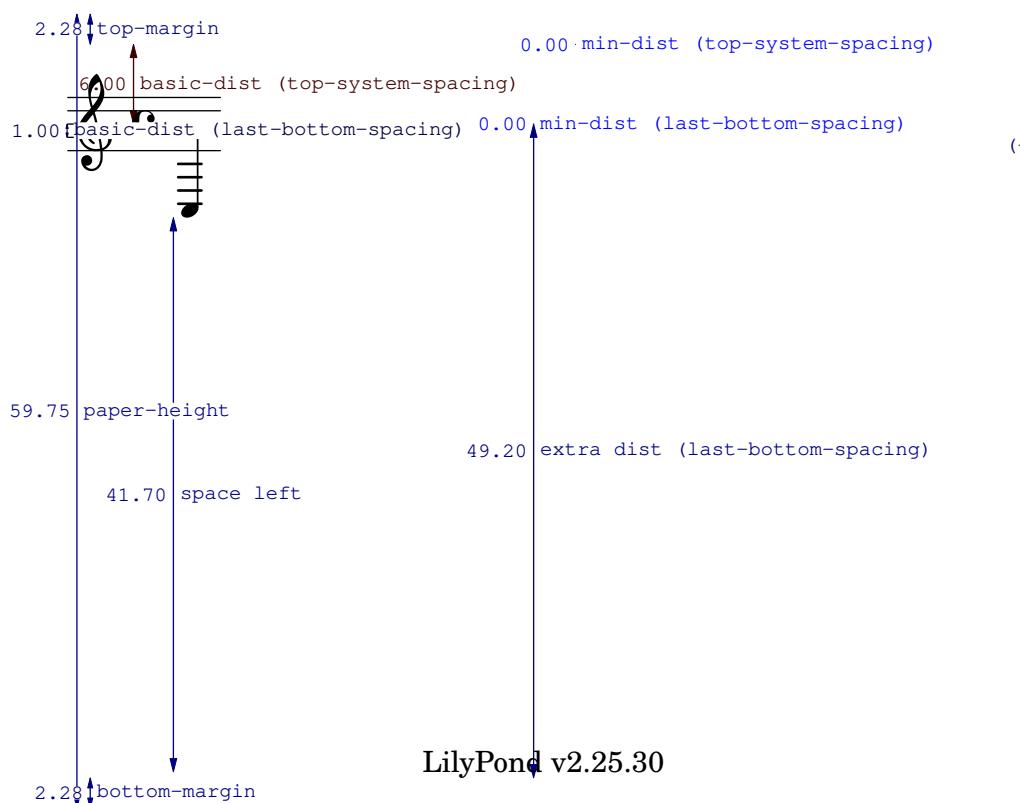 2.28 top-margin
0.00 min-dist (top-system-spacing)
6.00 basic-dist (top-system-spacing)
1.00 basic-dist (last-bottom-spacing)
0.00 min-dist (last-bottom-spacing)
59.75 paper-height
49.20 extra dist (last-bottom-spacing)
41.70 space left
LilyPond v2.25.30
2.28 bottom-margin